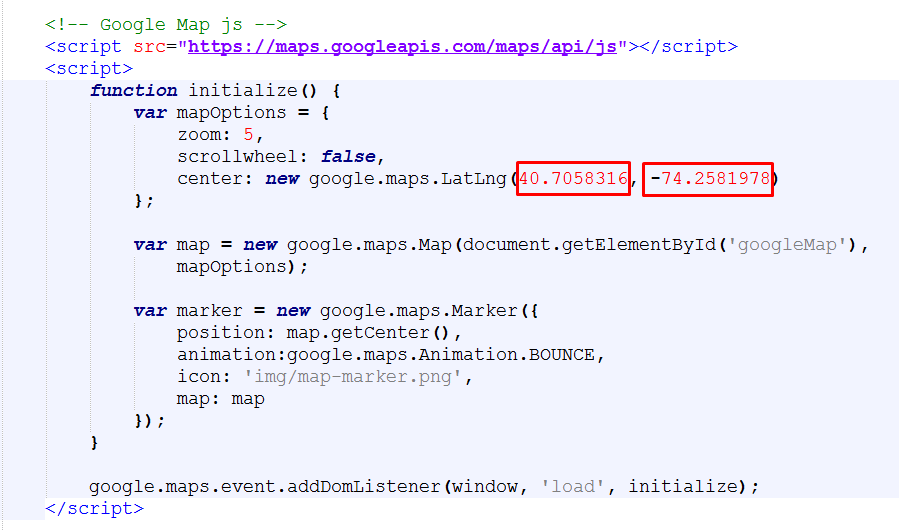 <!-- Google Map js -->
<script src="https://maps.googleapis.com/maps/api/js"></script>
<script>
function initialize() {
var mapOptions = {
zoom: 5,
scrollwheel: false,
center: new google.maps.LatLng(40.7058316, -74.2581978)
};
var map = new google.maps.Map(document.getElementById('googleMap'),
mapOptions);
var marker = new google.maps.Marker({
position: map.getCenter(),
animation:google.maps.Animation.BOUNCE,
icon: 'img/map-marker.png',
map: map
});
}
google.maps.event.addDomListener(window, 'load', initialize);
</script>